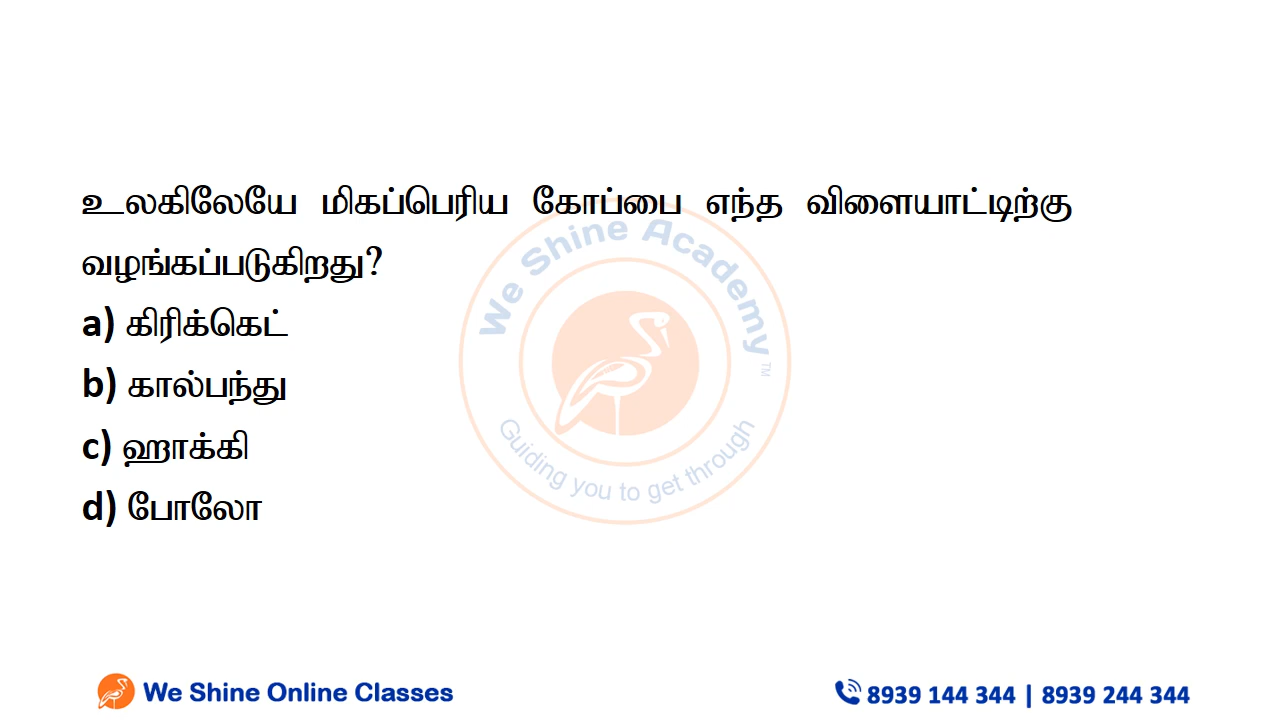 உலகிலேயே மிகப்பெரிய கோப்பை எந்த விளையாட்டிற்கு
வழங்கப்படுகிறது?
a) கிரிக்கெட்
b) கால்பந்து
c) ஹாக்கி
d) போலோ
We Shine Academy
TM
Guiding you to get through
We Shine Online Classes
8939 144 344 | 8939 244 344